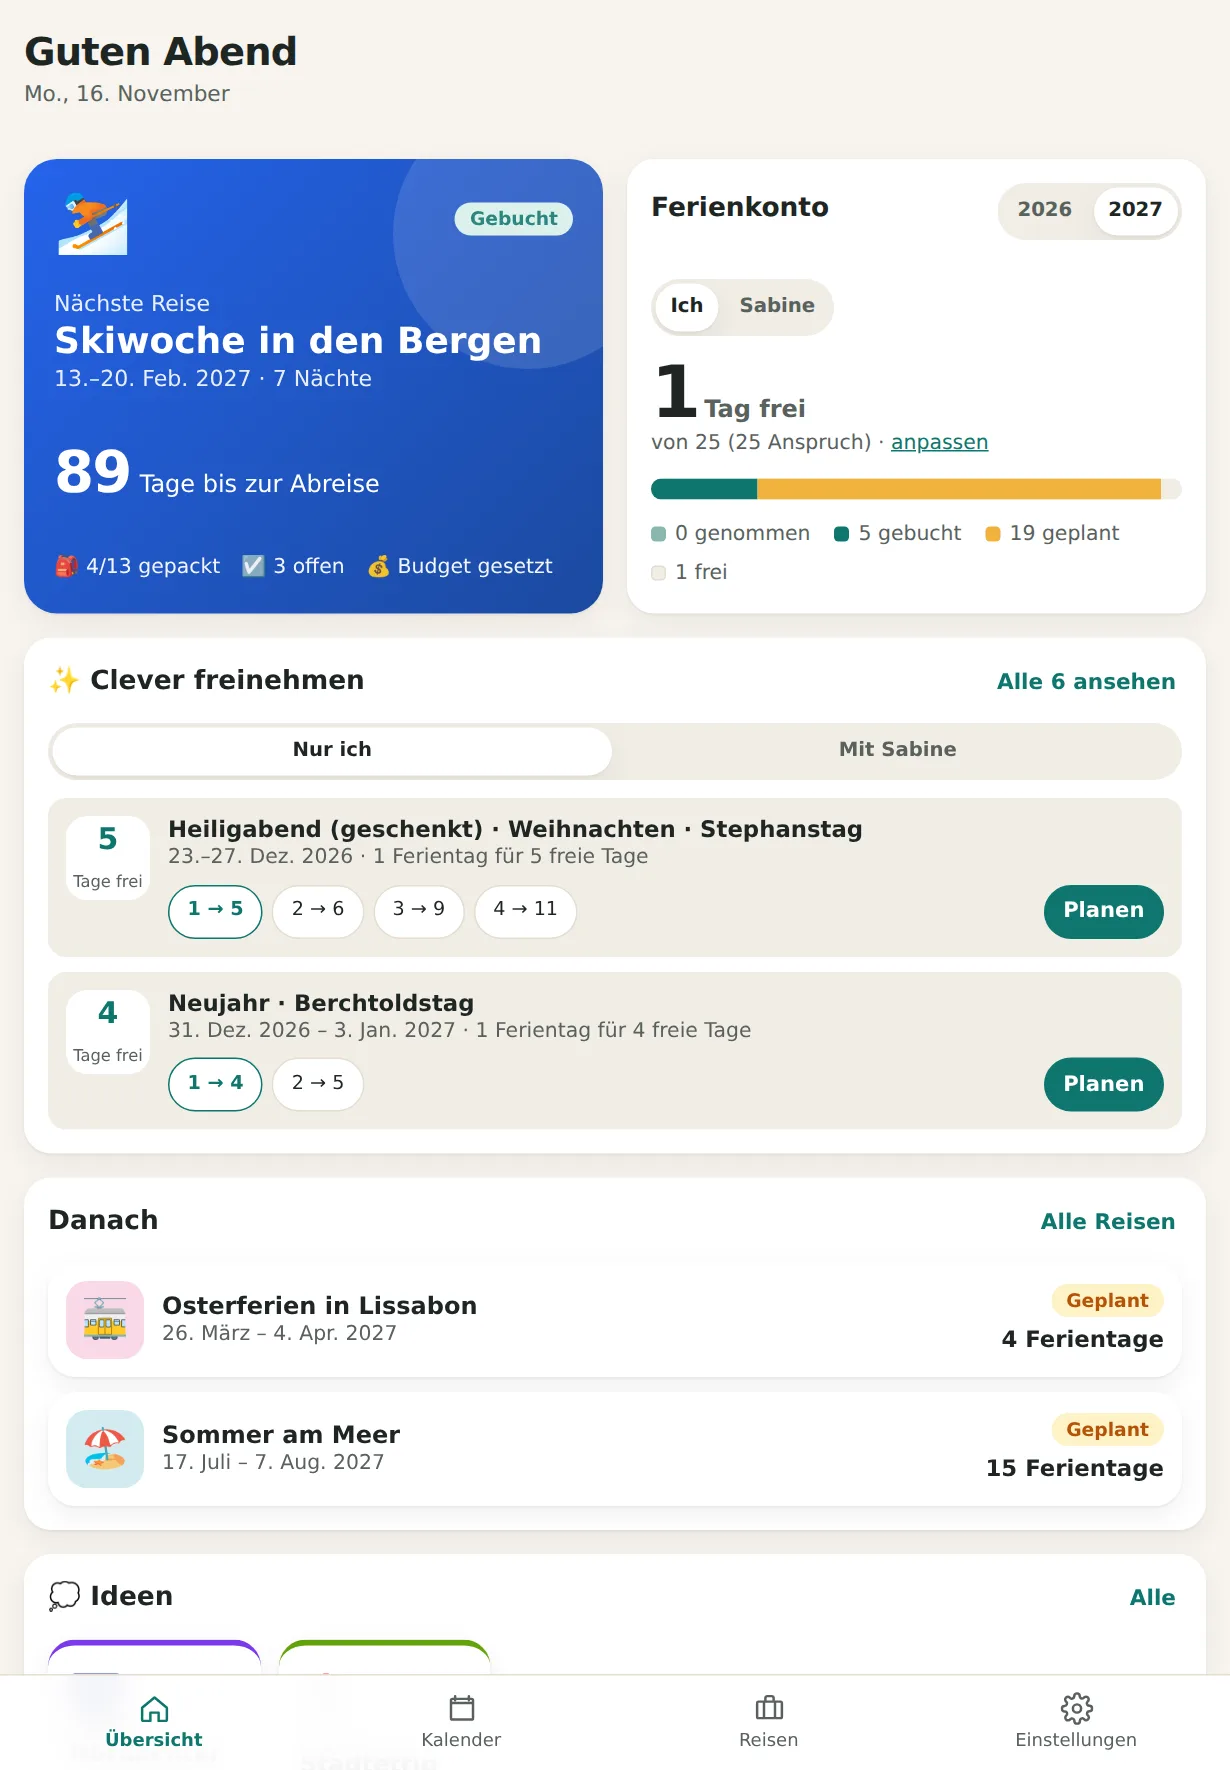 Guten Abend
Mo., 16. November
Gebucht
Nächste Reise
Skiwoche in den Bergen
13.–20. Feb. 2027 · 7 Nächte
89 Tage bis zur Abreise
4/13 gepackt 3 offen Budget gesetzt
Ferienkonto
2026 2027
Ich Sabine
1 Tag frei
von 25 (25 Anspruch) · anpassen
0 genommen 5 gebucht 19 geplant
1 frei
Clever freinehmen
Alle 6 ansehen
Nur ich Mit Sabine
5
Tage frei
Heiligabend (geschenkt) · Weihnachten · Stephanstag
23.–27. Dez. 2026 · 1 Ferientag für 5 freie Tage
1 → 5 2 → 6 3 → 9 4 → 11
Planen
4
Tage frei
Neujahr · Berchtoldstag
31. Dez. 2026 – 3. Jan. 2027 · 1 Ferientag für 4 freie Tage
1 → 4 2 → 5
Planen
Danach
Alle Reisen
Osterferien in Lissabon
26. März – 4. Apr. 2027
Geplant
4 Ferientage
Sommer am Meer
17. Juli – 7. Aug. 2027
Geplant
15 Ferientage
Ideen
Alle
Übersicht Kalender Reisen Einstellungen